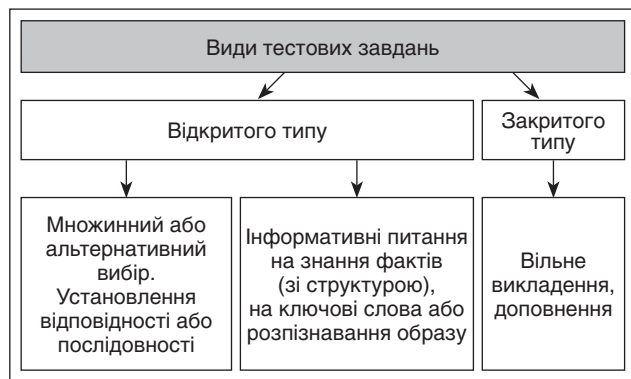 Види тестових завдань
Відкритого типу
Закритого
типу
Множинний або
альтернативний
вибір.
Установлення
відповідності або
послідовності
Інформативні питання
на знання фактів
(зі структурою),
на ключові слова або
розпізнавання образу
Вільне
викладення,
доповнення